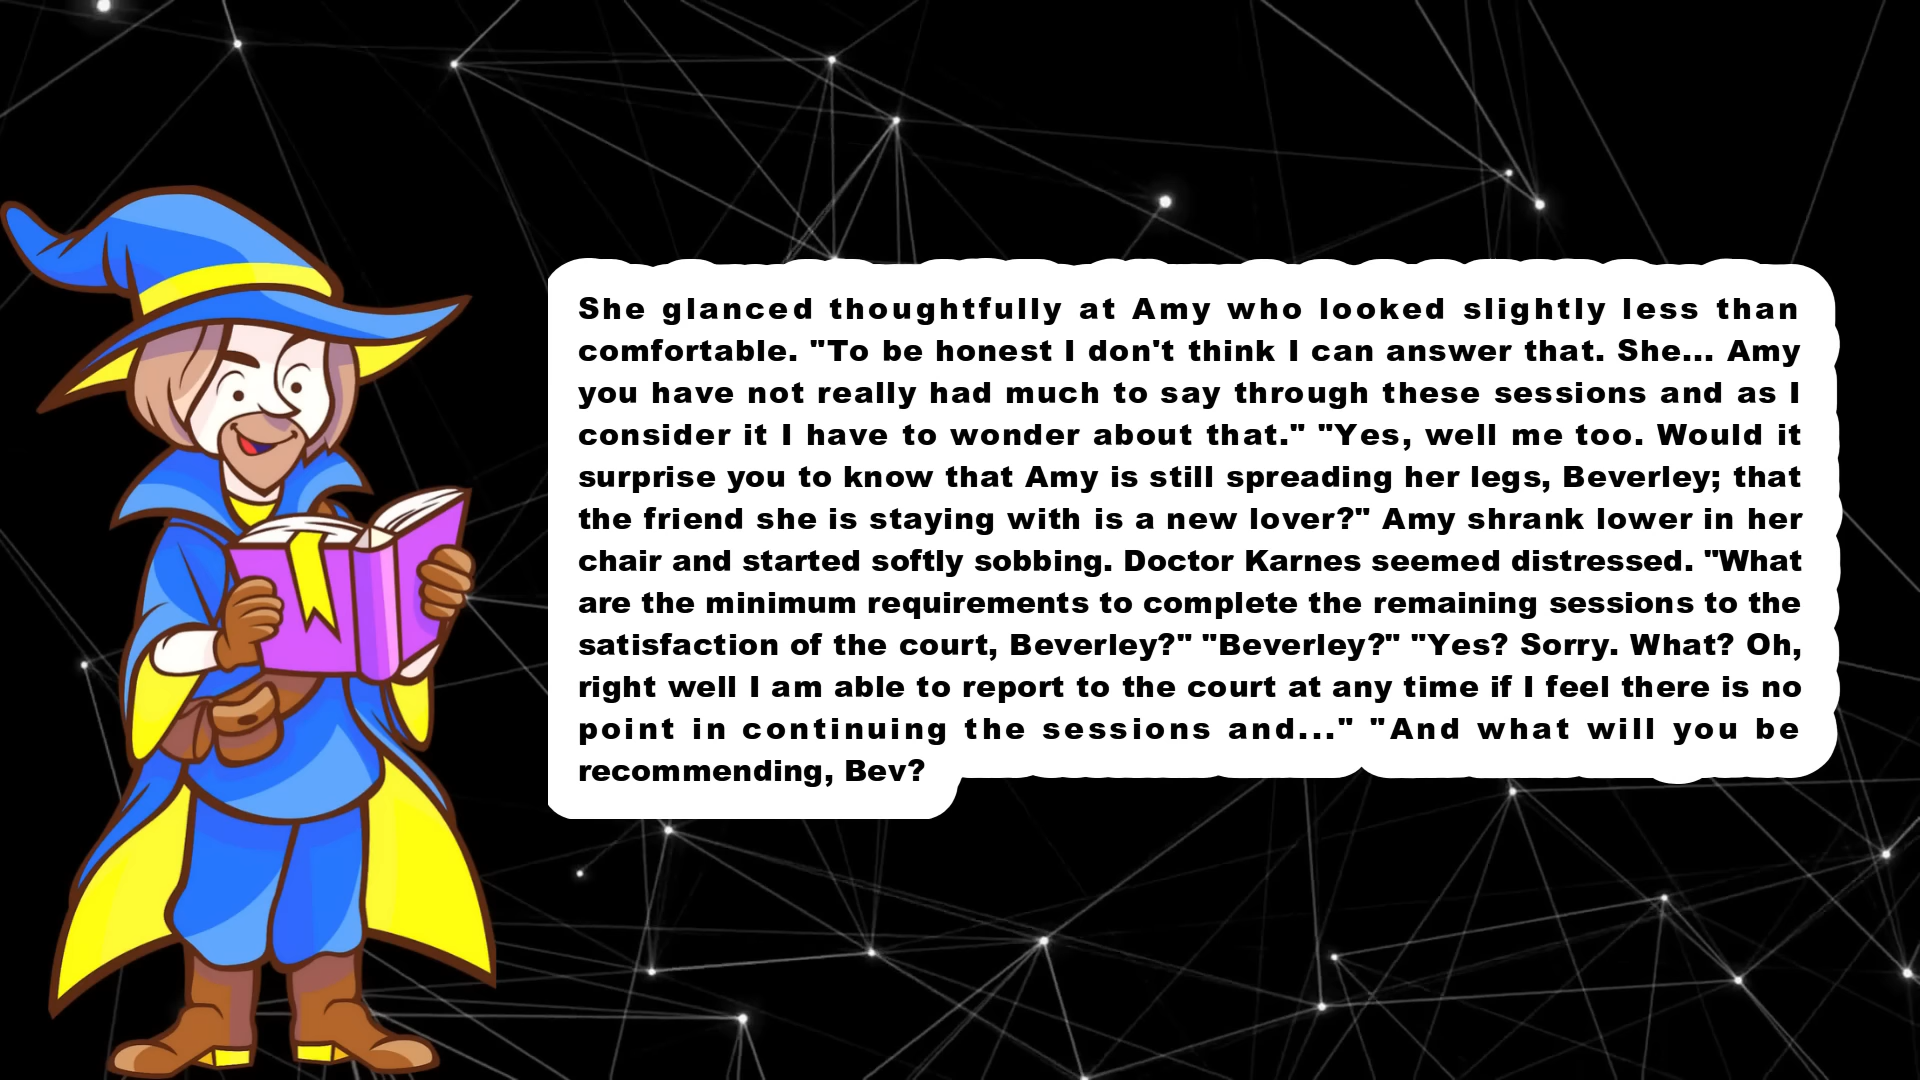 She glanced thoughtfully at Amy who looked slightly less than
comfortable. "To be honest I don't think I can answer that. She... Amy
you have not really had much to say through these sessions and as I
consider it I have to wonder about that." "Yes, well me too. Would it
surprise you to know that Amy is still spreading her legs, Beverley; that
the friend she is staying with is a new lover?" Amy shrank lower in her
chair and started softly sobbing. Doctor Karnes seemed distressed. "What
are the minimum requirements to complete the remaining sessions to the
satisfaction of the court, Beverley?" "Beverley?" "Yes? Sorry. What? Oh,
right well I am able to report to the court at any time if I feel there is no
point in continuing the sessions and..." "And what will you be
recommending, Bev?